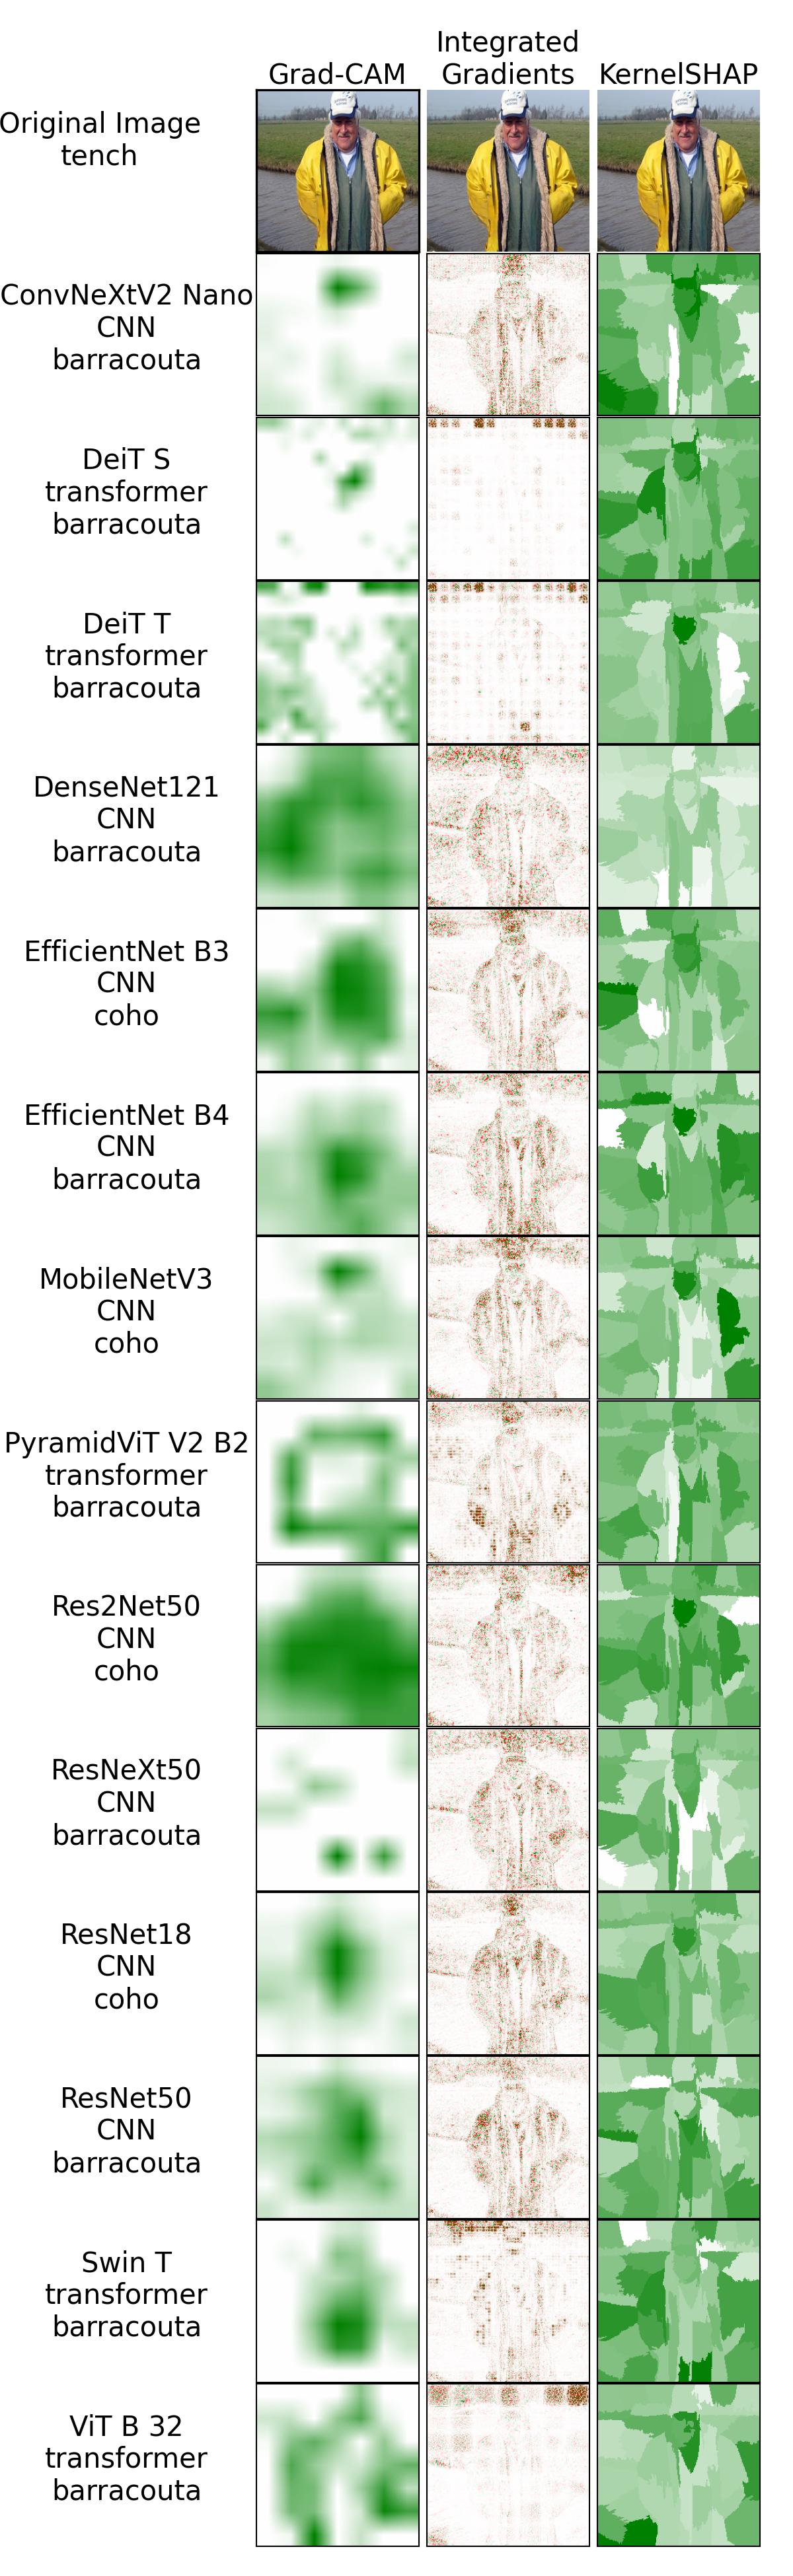 Integrated
Grad-CAM Gradients KernelSHAP
Original Image
tench
ConvNeXtV2 Nano
CNN
barracouta
DeiT S
transformer
barracouta
DeiT T
transformer
barracouta
DenseNet121
CNN
barracouta
EfficientNet B3
CNN
coho
EfficientNet B4
CNN
barracouta
MobileNetV3
CNN
coho
PyramidViT V2 B2
transformer
barracouta
Res2Net50
CNN
coho
ResNeXt50
CNN
barracouta
ResNet18
CNN
coho
ResNet50
CNN
barracouta
Swin T
transformer
barracouta
ViT B 32
transformer
barracouta